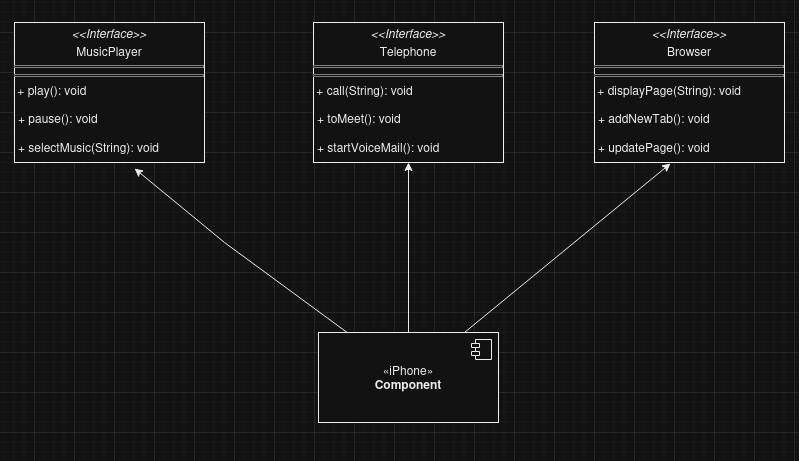 <<Interface>>
MusicPlayer
+ play(): void
+ pause(): void
+ selectMusic(String): void
<<Interface>>
Telephone
+ call(String): void
+ toMeet(): void
+ startVoiceMail(): void
<<Interface>>
Browser
+ displayPage(String): void
+ addNewTab(): void
+ updatePage(): void
«iPhone»
Component